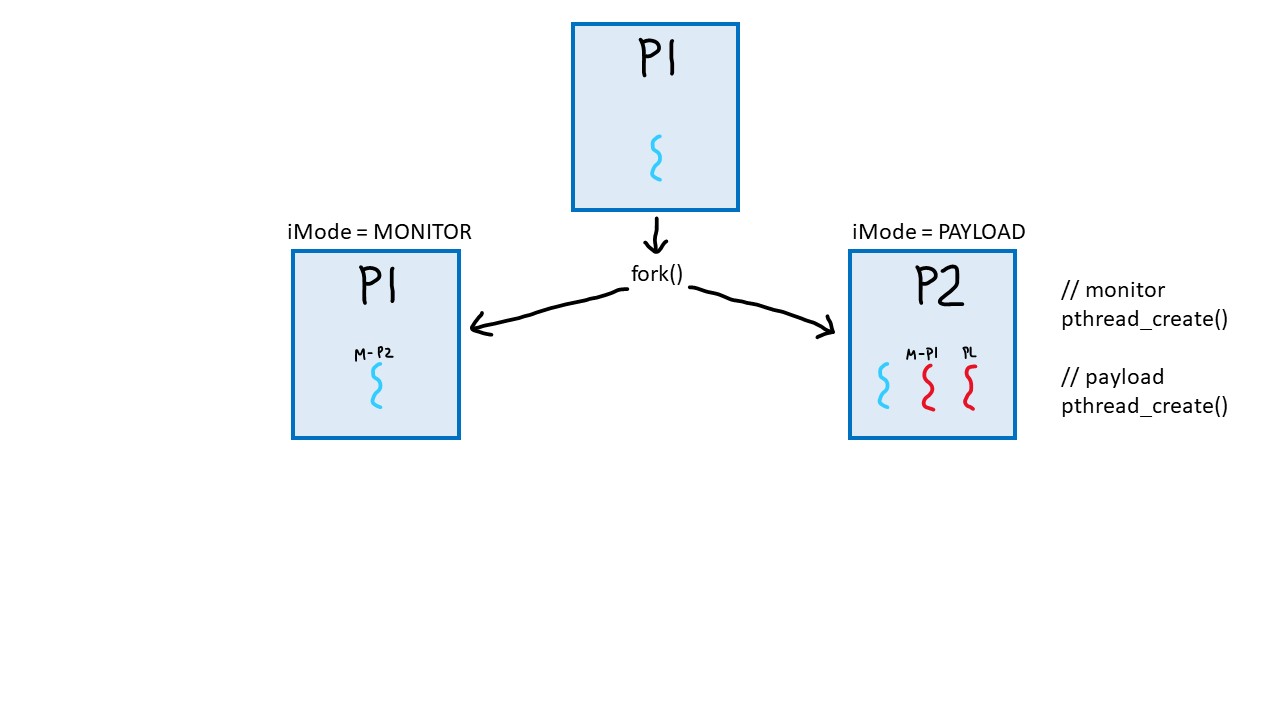 P1
fork()
iMode = MONITOR
P1
M-P2
iMode = PAYLOAD
P2
M-P1 PL
// monitor
pthread_create()
// payload
pthread_create()